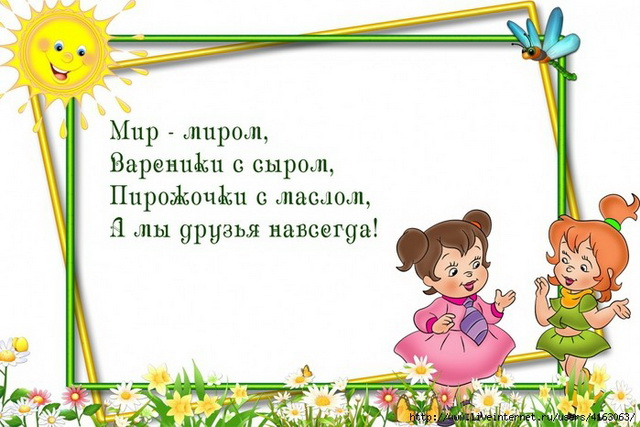 Мир - миром,
Вареники с сыром,
Пирожочки с маслом,
А мы друзья навсегда!